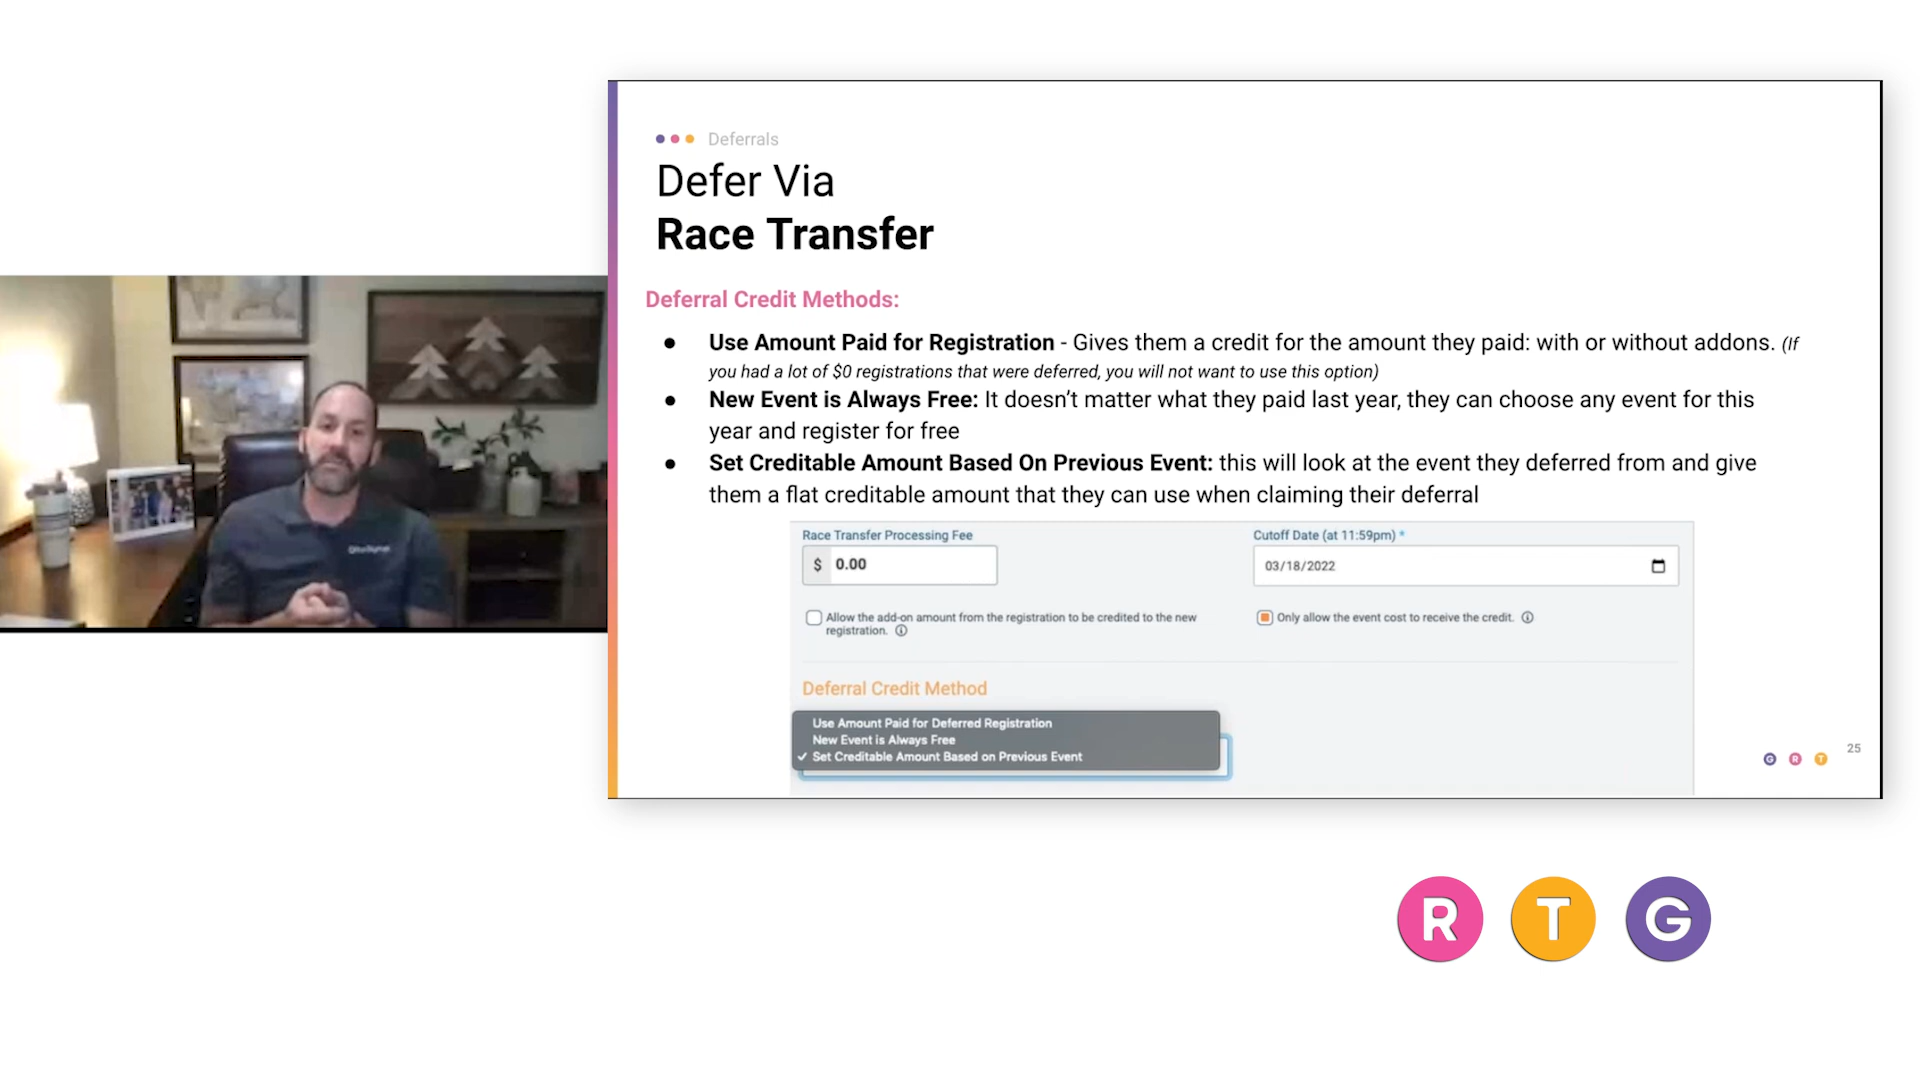 Deferrals
Defer Via
Race Transfer
Deferral Credit Methods:
● Use Amount Paid for Registration - Gives them a credit for the amount they paid: with or without addons. (If
you had a lot of $0 registrations that were deferred, you will not want to use this option)
● New Event is Always Free: It doesn’t matter what they paid last year, they can choose any event for this
year and register for free
● Set Creditable Amount Based On Previous Event: this will look at the event they deferred from and give
them a flat creditable amount that they can use when claiming their deferral
Race Transfer Processing Fee
$ 0.00
Cutoff Date (at 11:59pm) *
03/18/2022
Allow the add-on amount from the registration to be credited to the new
registration.
Only allow the event cost to receive the credit.
Deferral Credit Method
Use Amount Paid for Deferred Registration
New Event is Always Free
✓ Set Creditable Amount Based on Previous Event
G R T
25
R T G